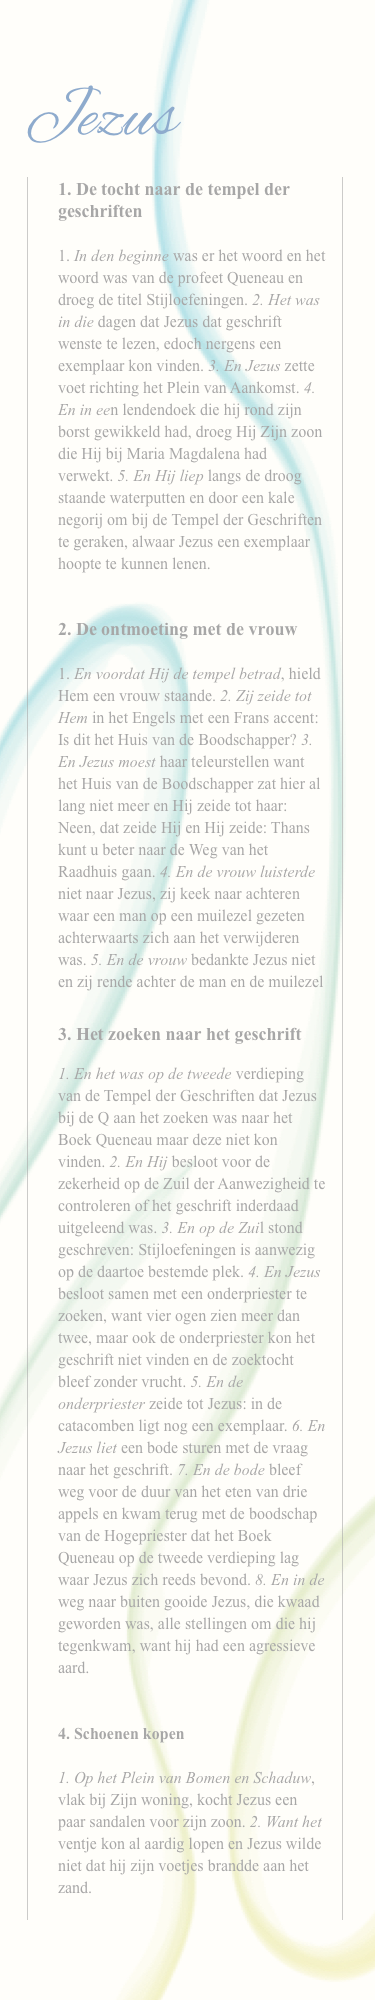 Jezus
1. De tocht naar de tempel der
geschriften
1. In den beginne was er het woord en het
woord was van de profeet Queneau en
droeg de titel Stijloefeningen. 2. Het was
in die dagen dat Jezus dat geschrift
wenste te lezen, edoch nergens een
exemplaar kon vinden. 3. En Jezus zette
voet richting het Plein van Aankomst. 4.
En in een lendendoek die hij rond zijn
borst gewikkeld had, droeg Hij Zijn zoon
die Hij bij Maria Magdalena had
verwekt. 5. En Hij liep langs de droog
staande waterputten en door een kale
negorij om bij de Tempel der Geschriften
te geraken, alwaar Jezus een exemplaar
hoopte te kunnen lenen.
2. De ontmoeting met de vrouw
1. En voordat Hij de tempel betrad, hield
Hem een vrouw staande. 2. Zij zeide tot
Hem in het Engels met een Frans accent:
Is dit het Huis van de Boodschapper? 3.
En Jezus moest haar teleurstellen want
het Huis van de Boodschapper zat hier al
lang niet meer en Hij zeide tot haar:
Neen, dat zeide Hij en Hij zeide: Thans
kunt u beter naar de Weg van het
Raadhuis gaan. 4. En de vrouw luisterde
niet naar Jezus, zij keek naar achteren
waar een man op een muilezel gezeten
achterwaarts zich aan het verwijderen
was. 5. En de vrouw bedankte Jezus niet
en zij rende achter de man en de muilezel
3. Het zoeken naar het geschrift
1. En het was op de tweede verdieping
van de Tempel der Geschriften dat Jezus
bij de Q aan het zoeken was naar het
Boek Queneau maar deze niet kon
vinden. 2. En Hij besloot voor de
zekerheid op de Zuil der Aanwezigheid te
controleren of het geschrift inderdaad
uitgeleend was. 3. En op de Zuil stond
geschreven: Stijloefeningen is aanwezig
op de daartoe bestemde plek. 4. En Jezus
besloot samen met een onderpriester te
zoeken, want vier ogen zien meer dan
twee, maar ook de onderpriester kon het
geschrift niet vinden en de zoektocht
bleef zonder vrucht. 5. En de
onderpriester zeide tot Jezus: in de
catacomben ligt nog een exemplaar. 6. En
Jezus liet een bode sturen met de vraag
naar het geschrift. 7. En de bode bleef
weg voor de duur van het eten van drie
appels en kwam terug met de boodschap
van de Hogepriester dat het Boek
Queneau op de tweede verdieping lag
waar Jezus zich reeds bevond. 8. En in de
weg naar buiten gooide Jezus, die kwaad
geworden was, alle stellingen om die hij
tegenkwam, want hij had een agressieve
aard.
4. Schoenen kopen
1. Op het Plein van Bomen en Schaduw,
vlak bij Zijn woning, kocht Jezus een
paar sandalen voor zijn zoon. 2. Want het
ventje kon al aardig lopen en Jezus wilde
niet dat hij zijn voetjes brandde aan het
zand.